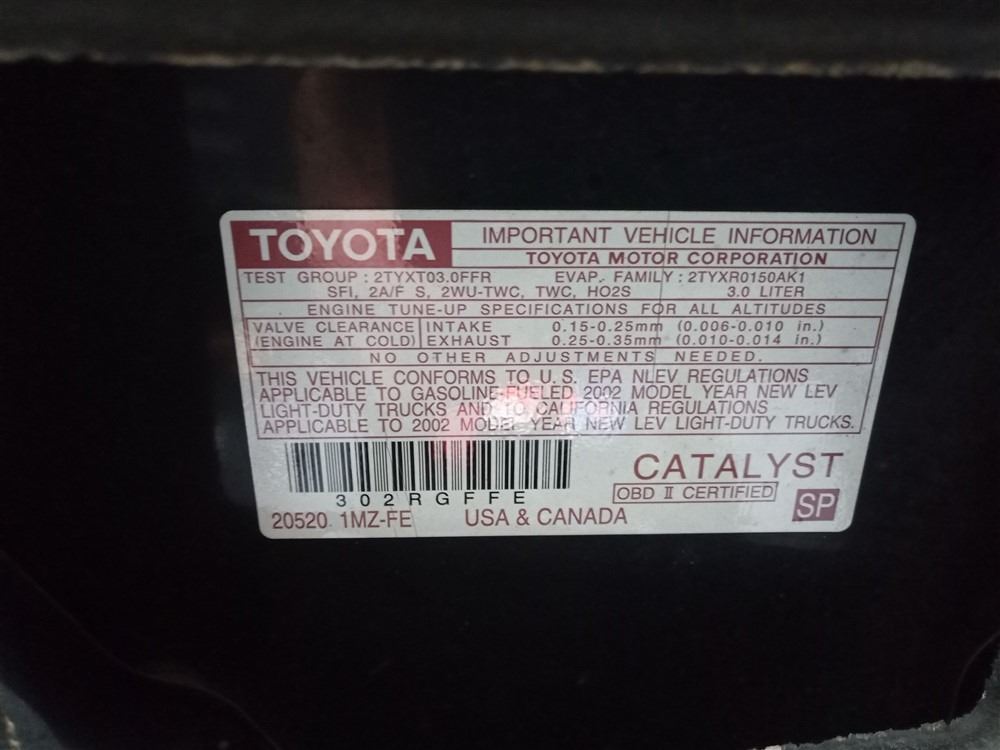 TOYOTA IMPORTANT VEHICLE INFORMATION
TOYOTA MOTOR CORPORATION
TEST GROUP : 2TYXT03.0FFR EVAP. FAMILY : 2TYXR0150AK1
SFI, 2A/F S, 2WU-TWC, TWC, HO2S 3.0 LITER
ENGINE TUNE-UP SPECIFICATIONS FOR ALL ALTITUDES
VALVE CLEARANCE INTAKE 0.15-0.25mm (0.006-0.010 in.)
(ENGINE AT COLD) EXHAUST 0.25-0.35mm (0.010-0.014 in.)
NO OTHER ADJUSTMENTS NEEDED.
THIS VEHICLE CONFORMS TO U. S. EPA NLEV REGULATIONS
APPLICABLE TO GASOLINE-FUELED 2002 MODEL YEAR NEW LEV
LIGHT-DUTY TRUCKS AND TO CALIFORNIA REGULATIONS
APPLICABLE TO 2002 MODEL YEAR NEW LEV LIGHT-DUTY TRUCKS.
CATALYST
302RGFFE OBD II CERTIFIED SP
20520 1MZ-FE USA & CANADA